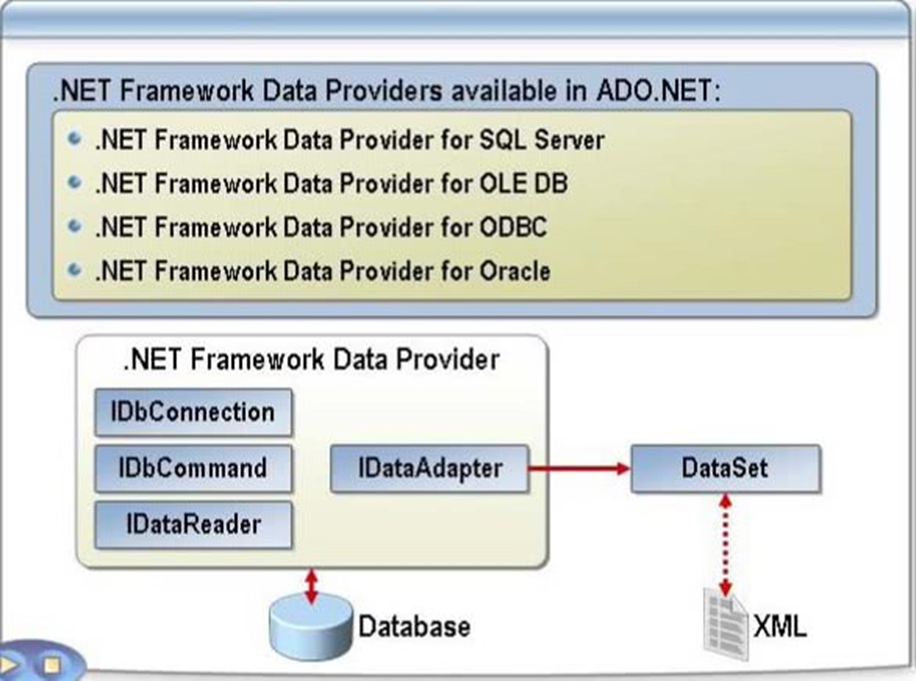 .NET Framework Data Providers available in ADO.NET:
.NET Framework Data Provider for SQL Server
.NET Framework Data Provider for OLE DB
.NET Framework Data Provider for ODBC
.NET Framework Data Provider for Oracle
.NET Framework Data Provider
IDbConnection
IDbCommand
IDataReader
IDataAdapter
DataSet
Database
XML